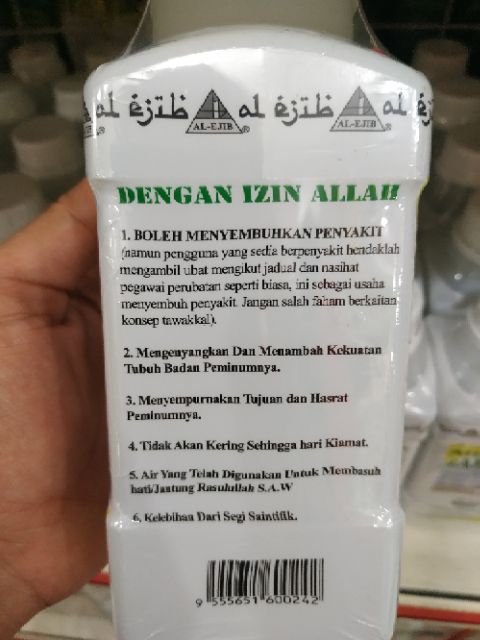 al ejib AL-EJIB ® al ejib AL-EJIB ® al e
DENGAN IZIN ALLAH
1. BOLEH MENYEMBUHKAN PENYAKIT
(namun pengguna yang sedia berpenyakit hendaklah
mengambil ubat mengikut jadual dan nasihat
pegawai perubatan seperti biasa, ini sebagai usaha
menyembuh penyakit. Jangan salah faham berkaitan
konsep tawakkal).
2. Mengenyangkan Dan Menambah Kekuatan
Tubuh Badan Peminumnya.
3. Menyempurnakan Tujuan dan Hasrat
Peminumnya.
4. Tidak Akan Kering Sehingga hari Kiamat.
5. Air Yang Telah Digunakan Untuk Membasuh
hati/Jantung Rasulullah S.A.W
6. Kelebihan Dari Segi Saintifik.
9 555651 600242